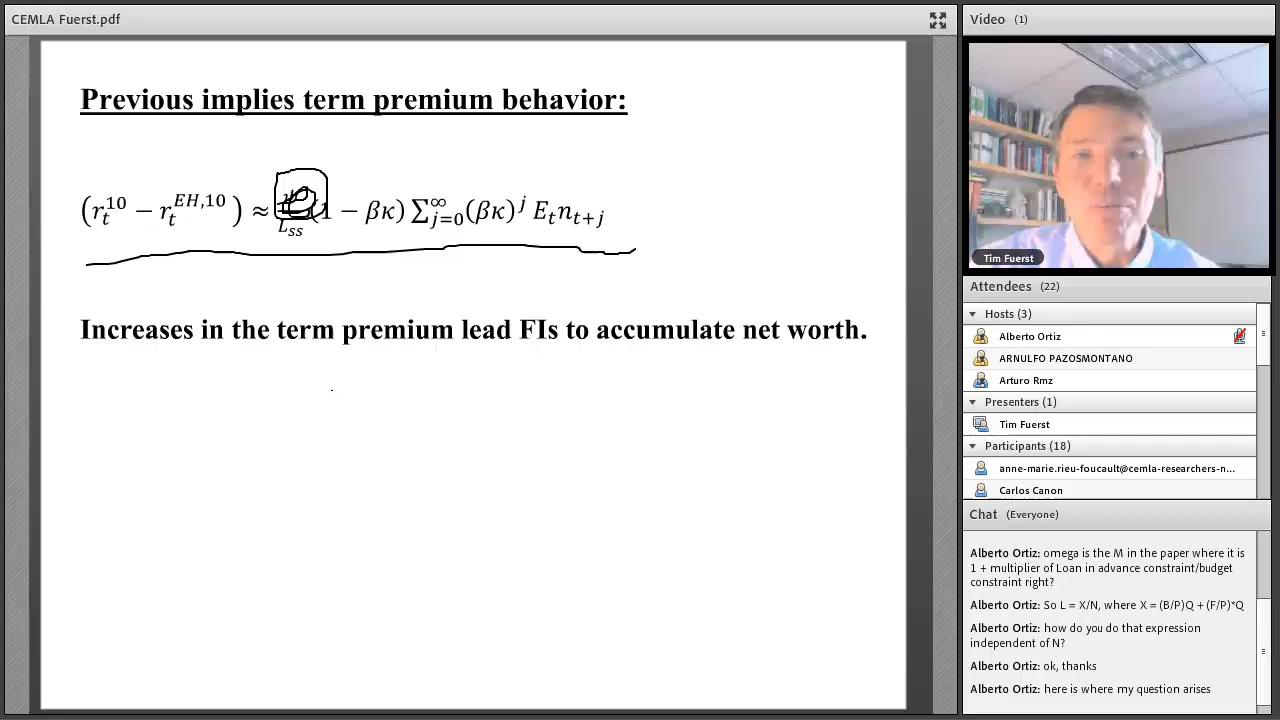 CEMLA Fuerst.pdf
Previous implies term premium behavior:
(r_t^{10} − r_t^{EH,10}) ≈ (1 − βκ) ∑_{j=0}^{∞} (βκ)^j E_t n_{t+j}
L_{ss}
Increases in the term premium lead FIs to accumulate net worth.
Video (1)
Tim Fuerst
Attendees (22)
Hosts (3)
Alberto Ortiz
ARNULFO PAZOSMONTANO
Arturo Rmz
Presenters (1)
Tim Fuerst
Participants (18)
anne-marie.rieu-foucault@cemla-researchers-n...
Carlos Canon
Chat (Everyone)
Alberto Ortiz: omega is the M in the paper where it is
1 + multiplier of Loan in advance constraint/budget
constraint right?
Alberto Ortiz: So L = X/N, where X = (B/P)Q + (F/P)*Q
Alberto Ortiz: how do you do that expression
independent of N?
Alberto Ortiz: ok, thanks
Alberto Ortiz: here is where my question arises